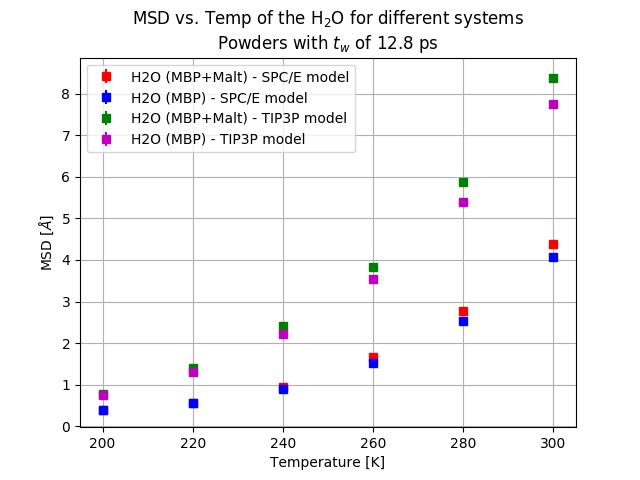 MSD vs. Temp of the H₂O for different systems
Powders with t_w of 12.8 ps
H2O (MBP+Malt) - SPC/E model
H2O (MBP) - SPC/E model
H2O (MBP+Malt) - TIP3P model
H2O (MBP) - TIP3P model
MSD [Å]
8
7
6
5
4
3
2
1
0
200 220 240 260 280 300
Temperature [K]